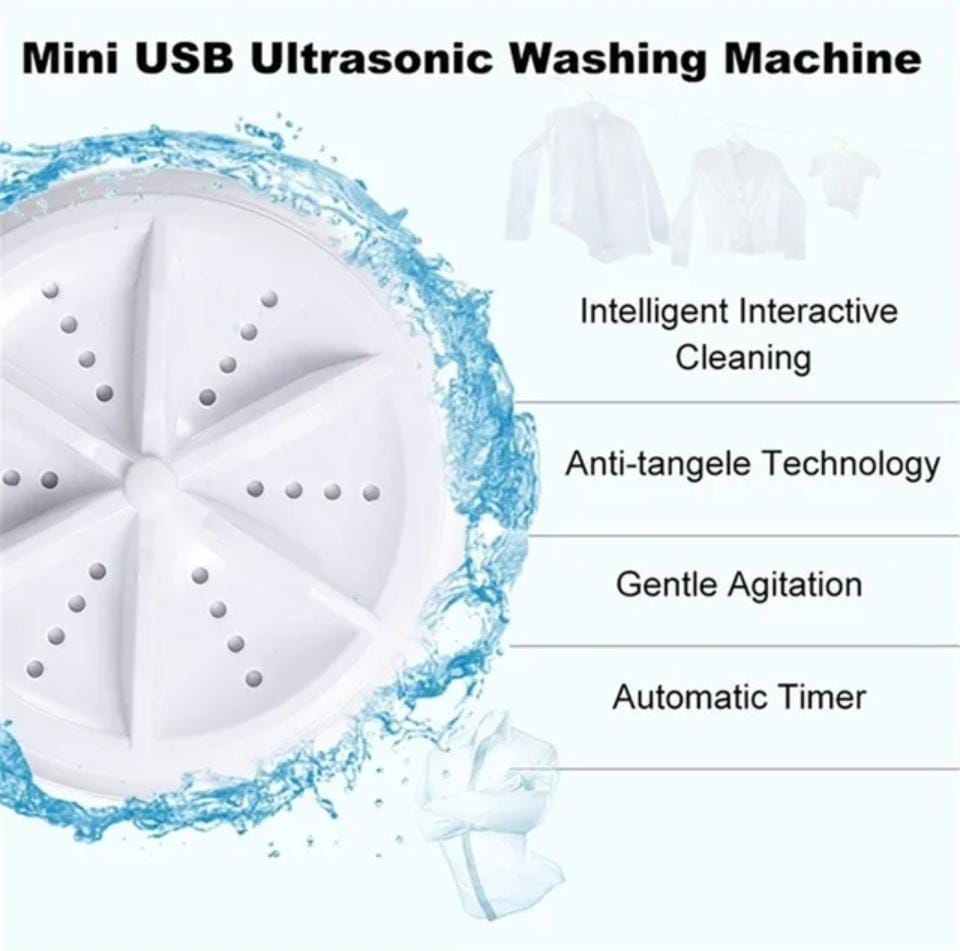 Mini USB Ultrasonic Washing Machine
Intelligent Interactive
Cleaning
Anti-tangele Technology
Gentle Agitation
Automatic Timer